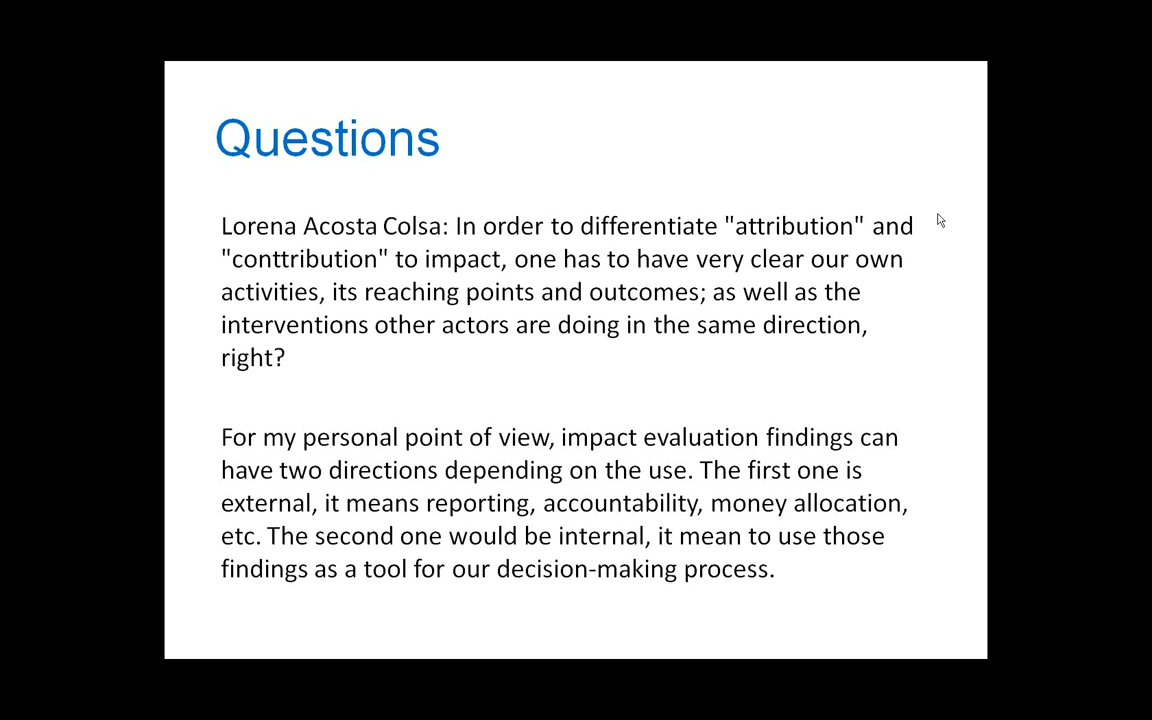 Questions
Lorena Acosta Colsa: In order to differentiate "attribution" and
"conttribution" to impact, one has to have very clear our own
activities, its reaching points and outcomes; as well as the
interventions other actors are doing in the same direction,
right?
For my personal point of view, impact evaluation findings can
have two directions depending on the use. The first one is
external, it means reporting, accountability, money allocation,
etc. The second one would be internal, it mean to use those
findings as a tool for our decision-making process.